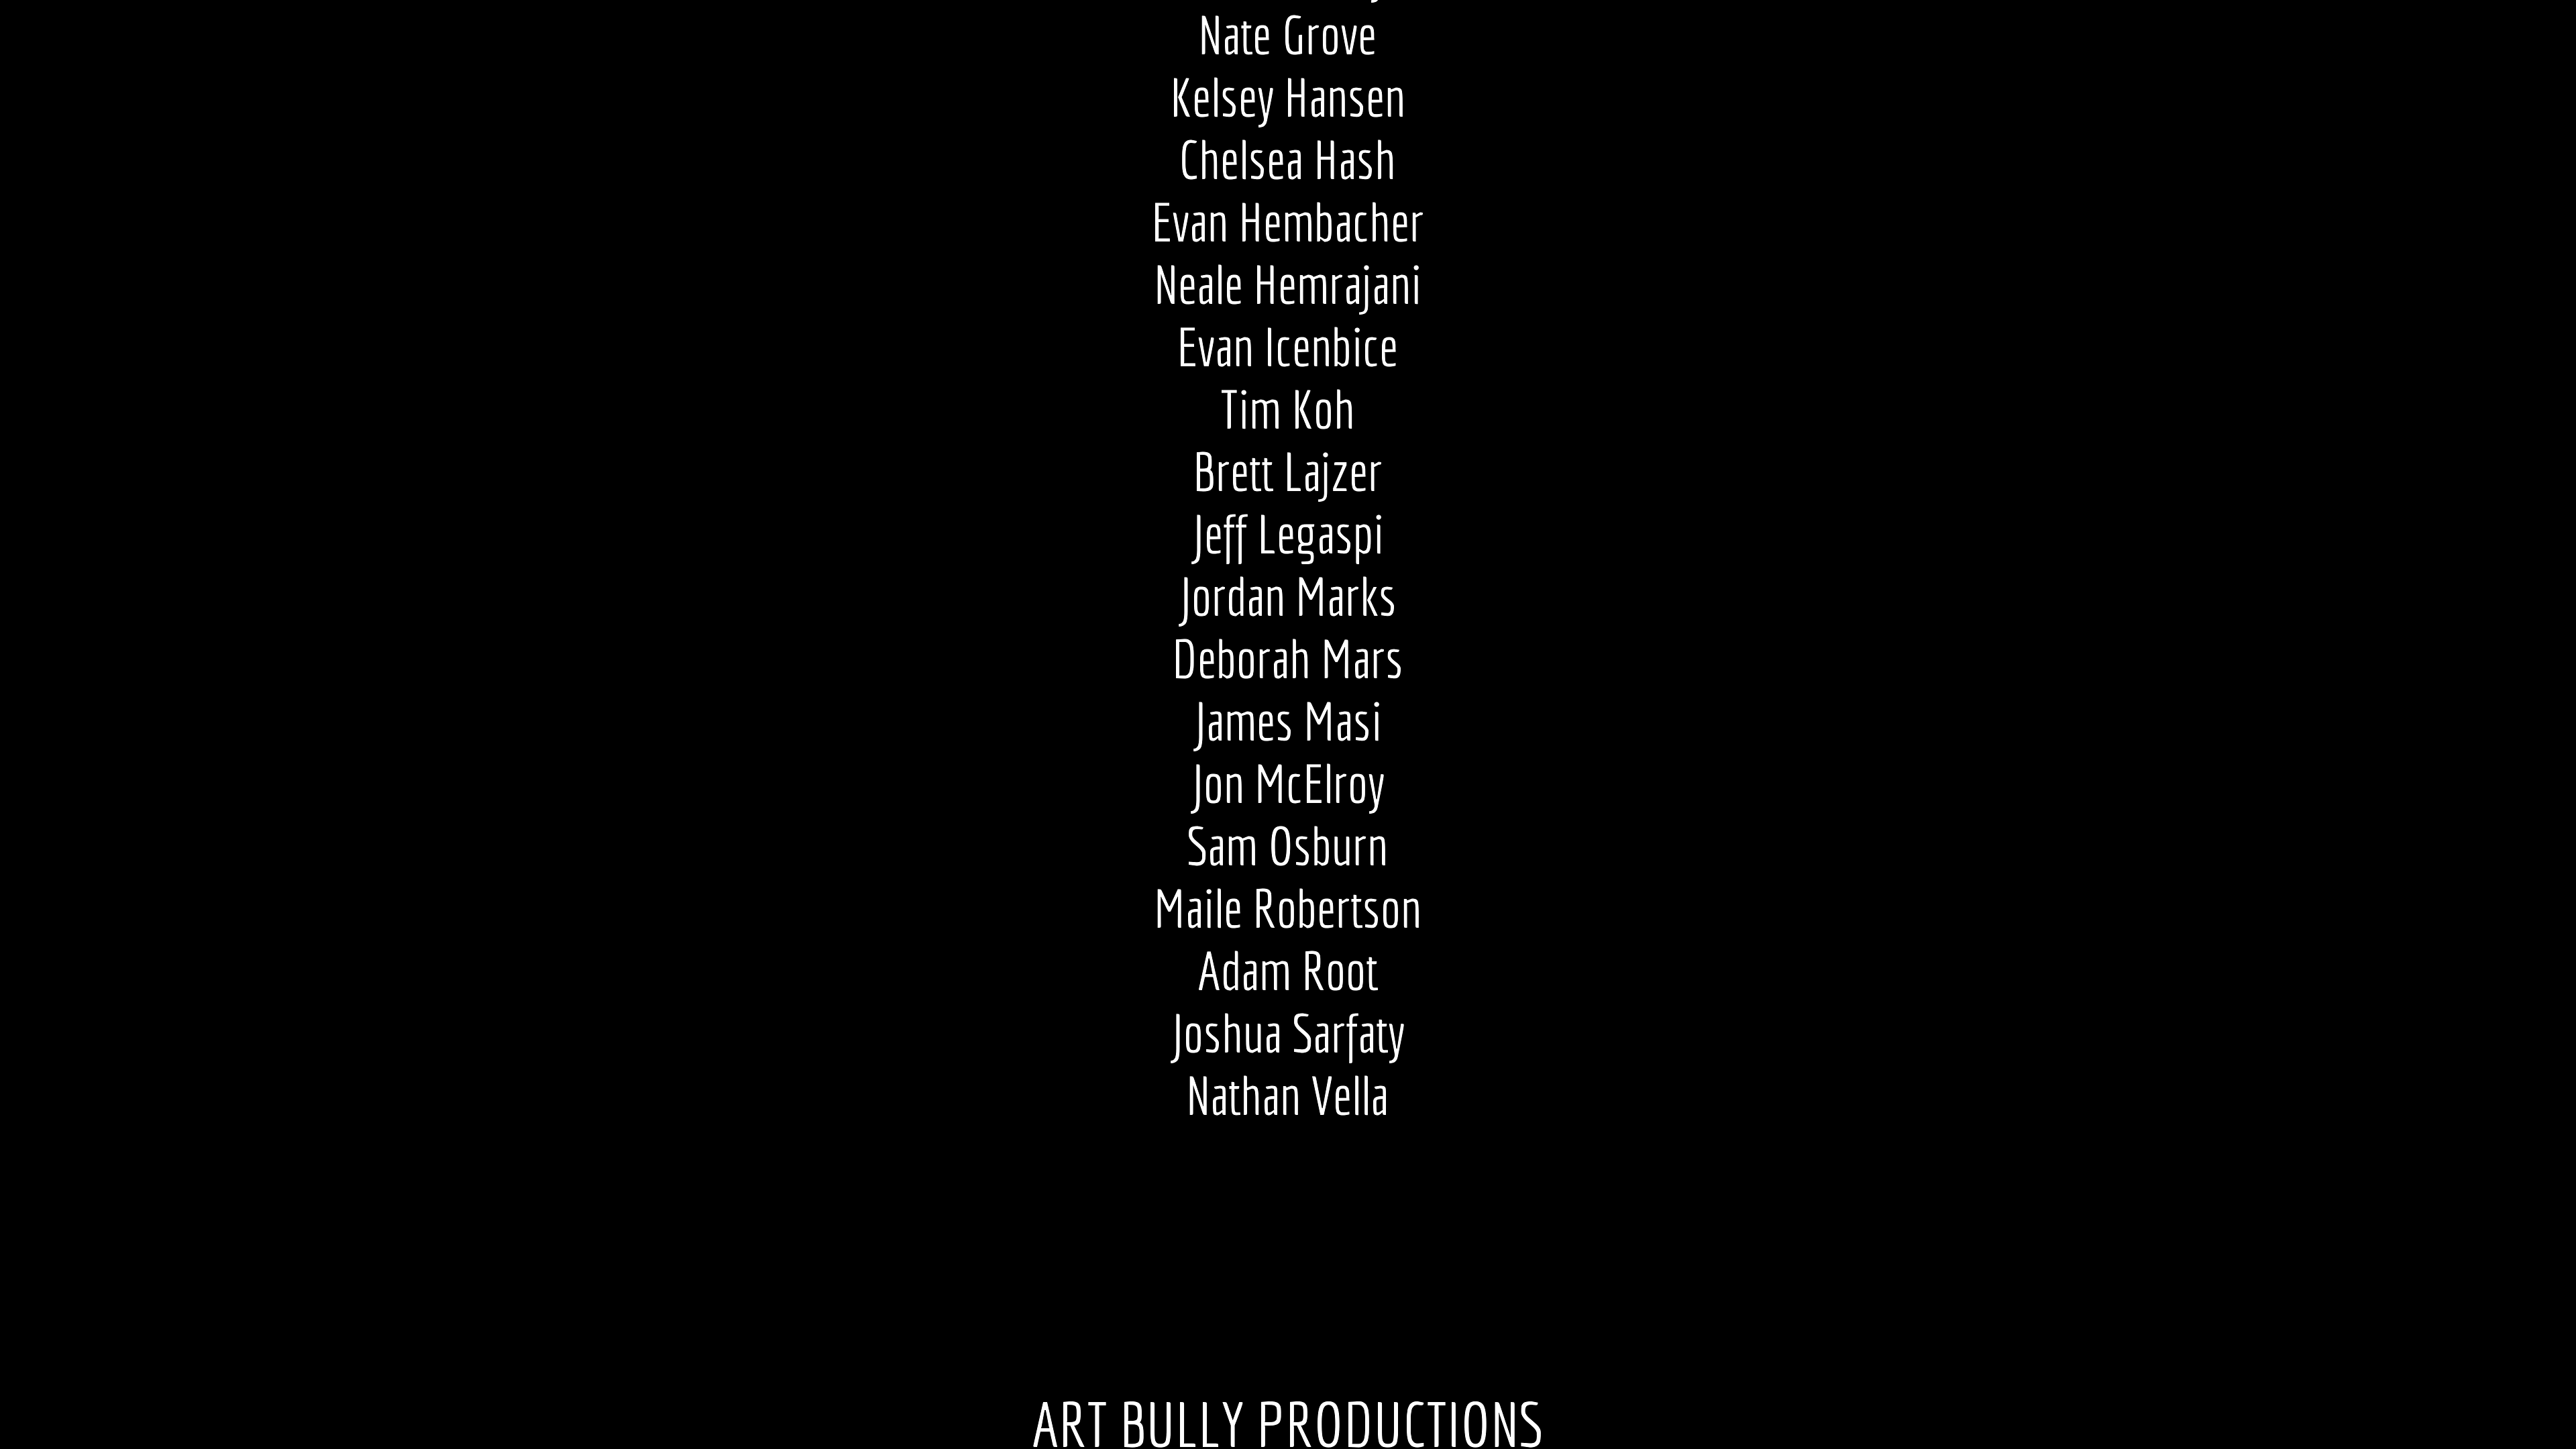 Nate Grove
Kelsey Hansen
Chelsea Hash
Evan Hembacher
Neale Hemrajani
Evan Icenbice
Tim Koh
Brett Lajzer
Jeff Legaspi
Jordan Marks
Deborah Mars
James Masi
Jon McElroy
Sam Osburn
Maile Robertson
Adam Root
Joshua Sarfaty
Nathan Vella
ART BULLY PRODUCTIONS